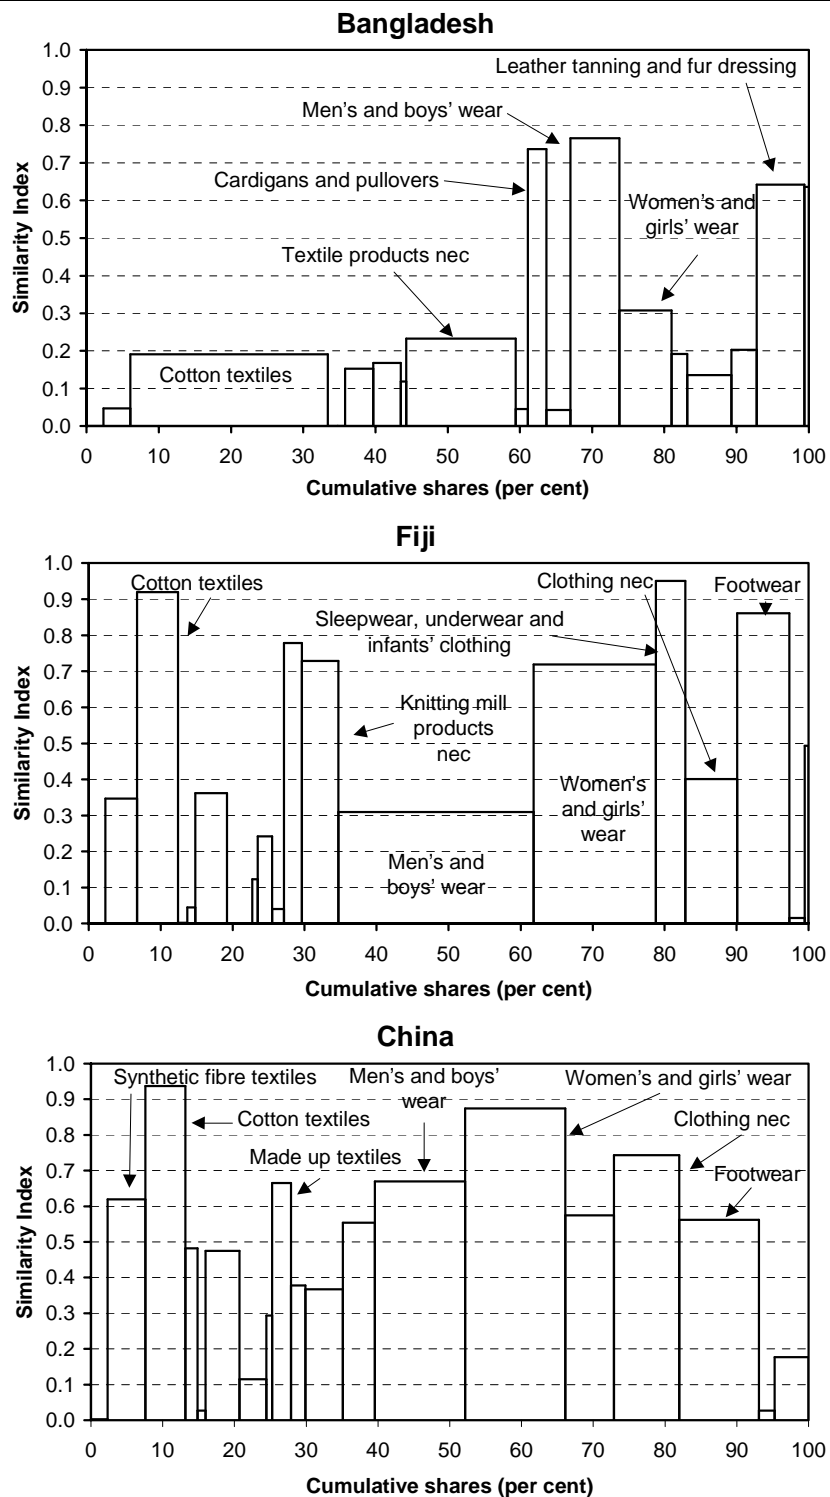 Bangladesh
1.0
0.9
0.8
0.7
0.6
0.5
0.4
0.3
0.2
0.1
0.0
Similarity Index
Leather tanning and fur dressing
Men's and boys' wear
Cardigans and pullovers
Women's and
girls' wear
Textile products nec
Cotton textiles
0 10 20 30 40 50 60 70 80 90 100
Cumulative shares (per cent)
Fiji
1.0
0.9
0.8
0.7
0.6
0.5
0.4
0.3
0.2
0.1
0.0
Similarity Index
Cotton textiles
Clothing nec
Footwear
Sleepwear, underwear and
infants' clothing
Knitting mill
products
nec
Women's
and girls'
wear
Men's and
boys' wear
0 10 20 30 40 50 60 70 80 90 100
Cumulative shares (per cent)
China
1.0
0.9
0.8
0.7
0.6
0.5
0.4
0.3
0.2
0.1
0.0
Similarity Index
Synthetic fibre textiles
Men's and boys'
wear
Women's and girls' wear
Cotton textiles
Clothing nec
Made up textiles
Footwear
0 10 20 30 40 50 60 70 80 90 100
Cumulative shares (per cent)